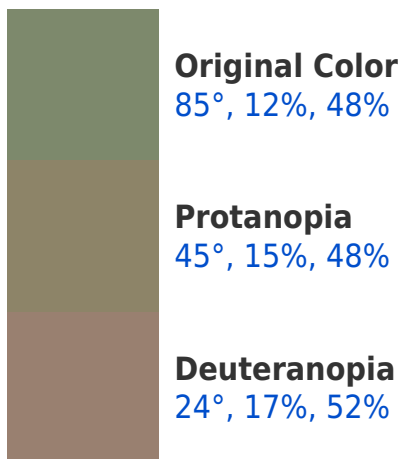 Original Color
85°, 12%, 48%
Protanopia
45°, 15%, 48%
Deuteranopia
24°, 17%, 52%